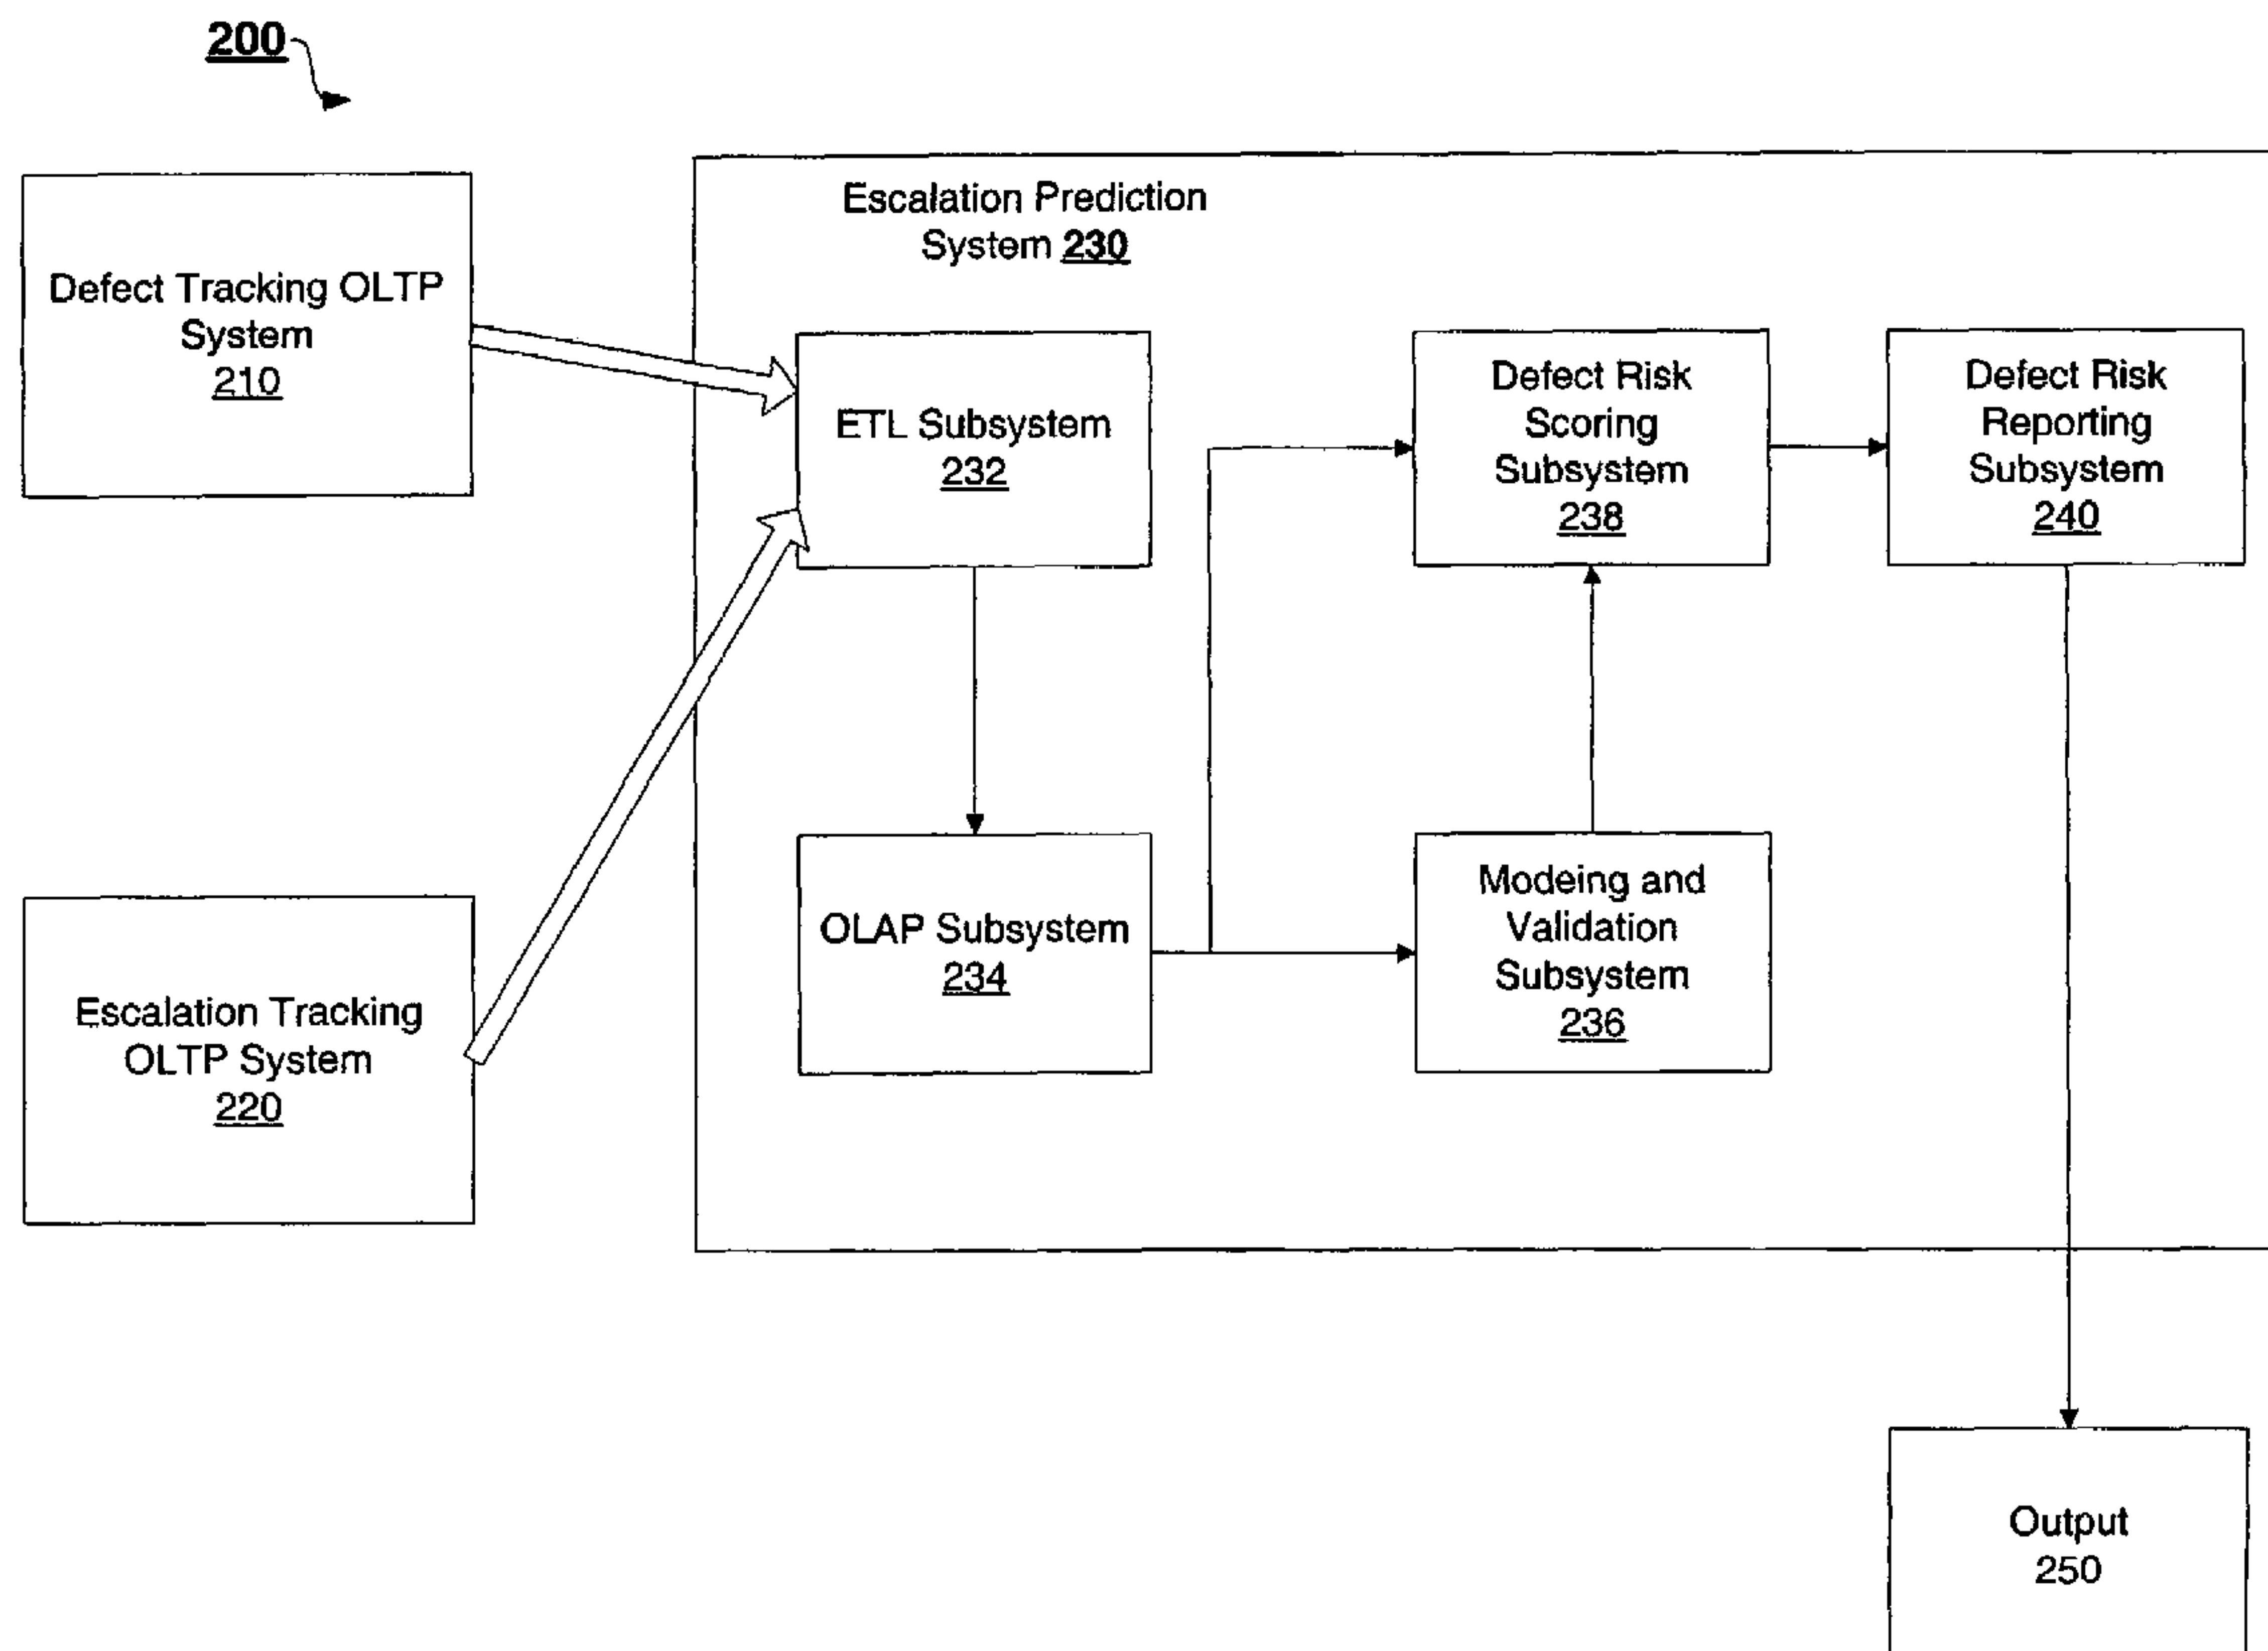 200
Escalation Prediction
System 230
Defect Tracking OLTP
System
210
ETL Subsystem
232
Defect Risk
Scoring
Subsystem
238
Defect Risk
Reporting
Subsystem
240
Escalation Tracking
OLTP System
220
OLAP Subsystem
234
Modeing and
Validation
Subsystem
236
Output
250